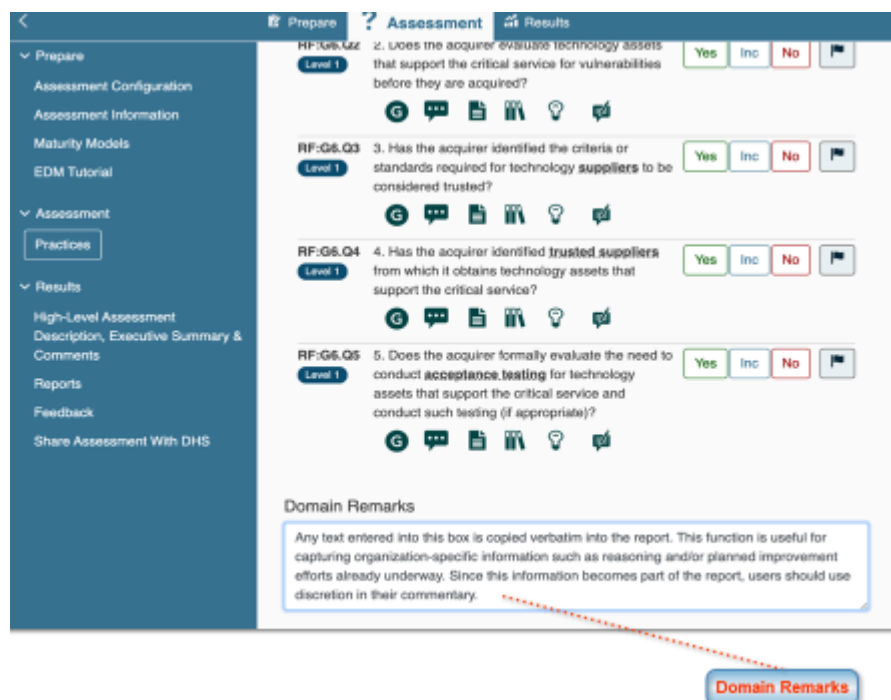 Prepare
Assessment
Results
Prepare
Assessment Configuration
Assessment Information
Maturity Models
EDM Tutorial
Assessment
Practices
Results
High-Level Assessment
Description, Executive Summary &
Comments
Reports
Feedback
Share Assessment With DHS
RF:G6.Q2 2. Does the acquirer evaluate technology assets
Level 1 that support the critical service for vulnerabilities
before they are acquired?
Yes Inc No
G
RF:G6.Q3 3. Has the acquirer identified the criteria or
Level 1 standards required for technology suppliers to be
considered trusted?
Yes Inc No
G
RF:G6.Q4 4. Has the acquirer identified trusted suppliers
Level 1 from which it obtains technology assets that
support the critical service?
Yes Inc No
G
RF:G6.Q5 5. Does the acquirer formally evaluate the need to
Level 1 conduct acceptance testing for technology
assets that support the critical service and
conduct such testing (if appropriate)?
Yes Inc No
G
Domain Remarks
Any text entered into this box is copied verbatim into the report. This function is useful for
capturing organization-specific information such as reasoning and/or planned improvement
efforts already underway. Since this information becomes part of the report, users should use
discretion in their commentary.
Domain Remarks